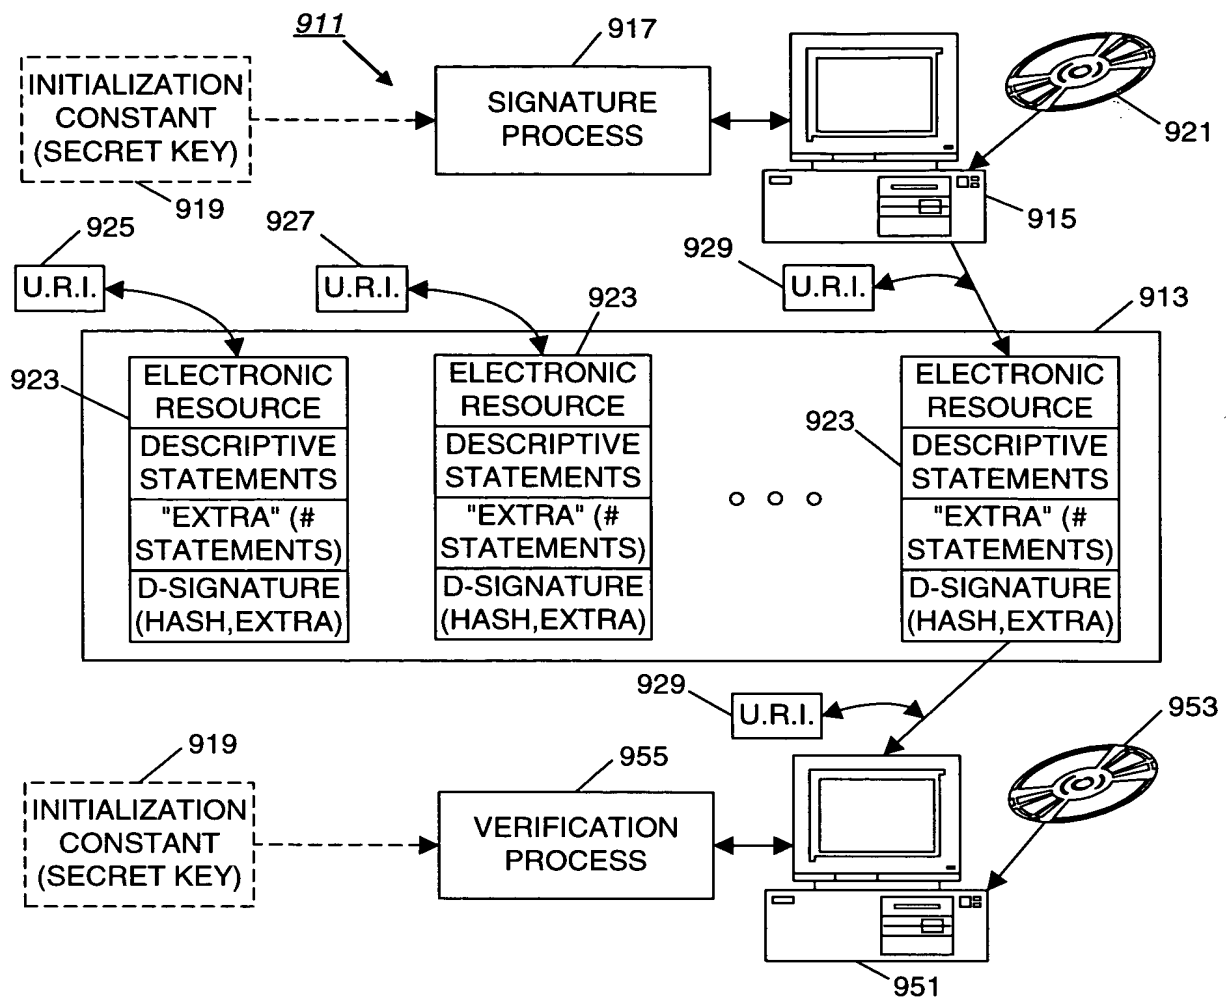 911
917
INITIALIZATION
CONSTANT
(SECRET KEY)
SIGNATURE
PROCESS
921
919
915
925
927
929
U.R.I.
U.R.I.
U.R.I.
923
913
923
ELECTRONIC
RESOURCE
DESCRIPTIVE
STATEMENTS
"EXTRA" (#
STATEMENTS)
D-SIGNATURE
(HASH,EXTRA)
ELECTRONIC
RESOURCE
DESCRIPTIVE
STATEMENTS
"EXTRA" (#
STATEMENTS)
D-SIGNATURE
(HASH,EXTRA)
923
ELECTRONIC
RESOURCE
DESCRIPTIVE
STATEMENTS
"EXTRA" (#
STATEMENTS)
D-SIGNATURE
(HASH,EXTRA)
929
U.R.I.
953
919
955
INITIALIZATION
CONSTANT
(SECRET KEY)
VERIFICATION
PROCESS
951